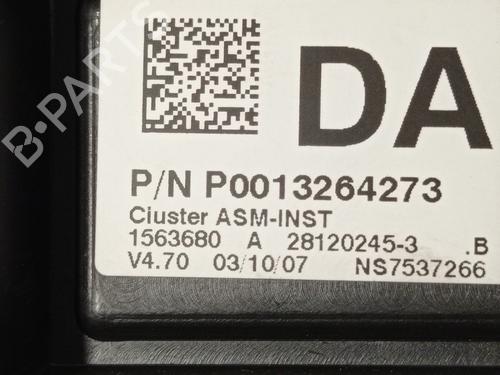 B-PARTS
DA
P/N P0013264273
Ciuster ASM-INST
1563680 A 28120245-3 .B
V4.70 03/10/07 NS7537266